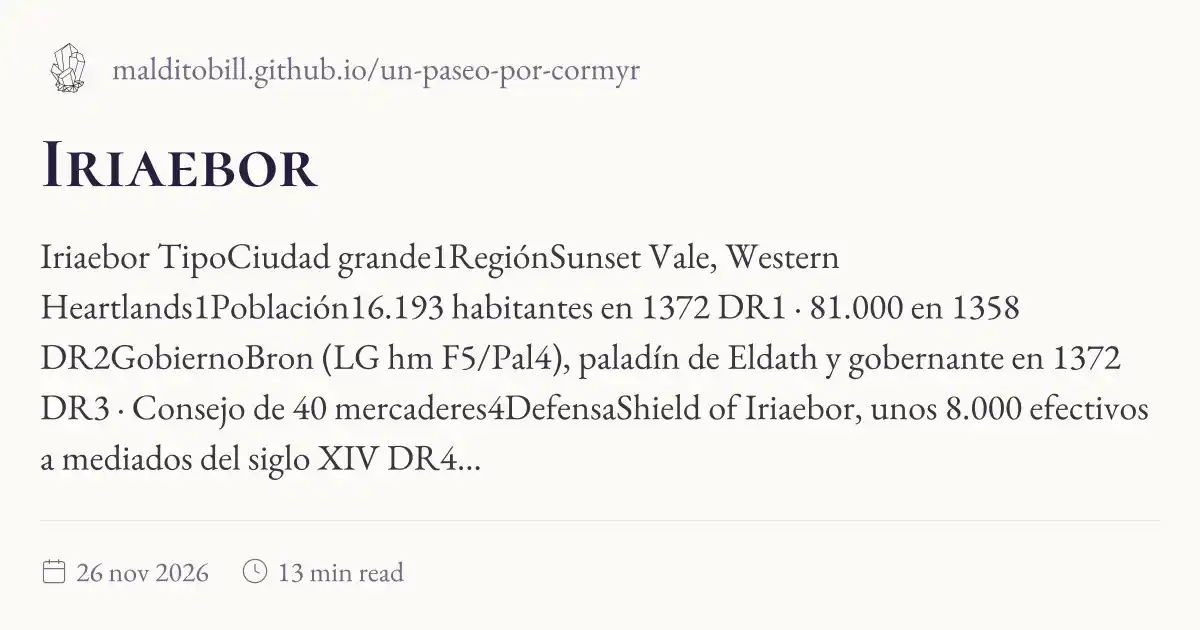 malditobill.github.io/un-paseo-por-cormyr
Iriaebor
Iriaebor TipoCiudad grande1RegiónSunset Vale, Western
Heartlands1Población16.193 habitantes en 1372 DR1 · 81.000 en 1358
DR2GobiernoBron (LG hm F5/Pal4), paladín de Eldath y gobernante en 1372
DR3 · Consejo de 40 mercaderes4DefensaShield of Iriaebor, unos 8.000 efectivos
a mediados del siglo XIV DR4...
26 nov 2026
13 min read